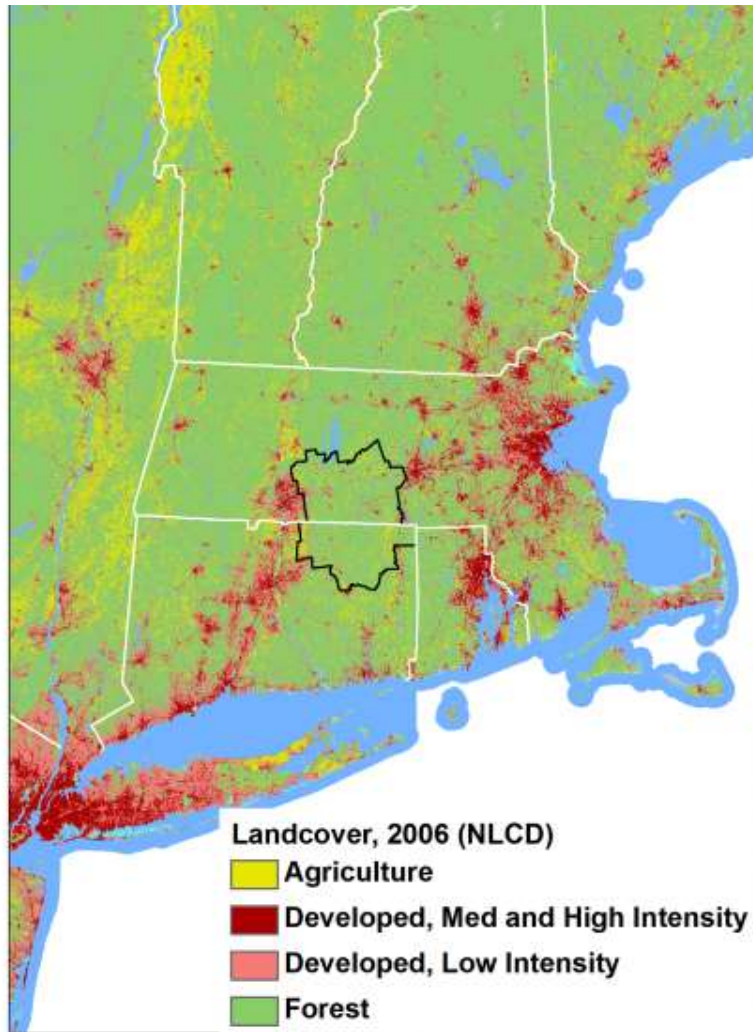 Landcover, 2006 (NLCD)
Agriculture
Developed, Med and High Intensity
Developed, Low Intensity
Forest